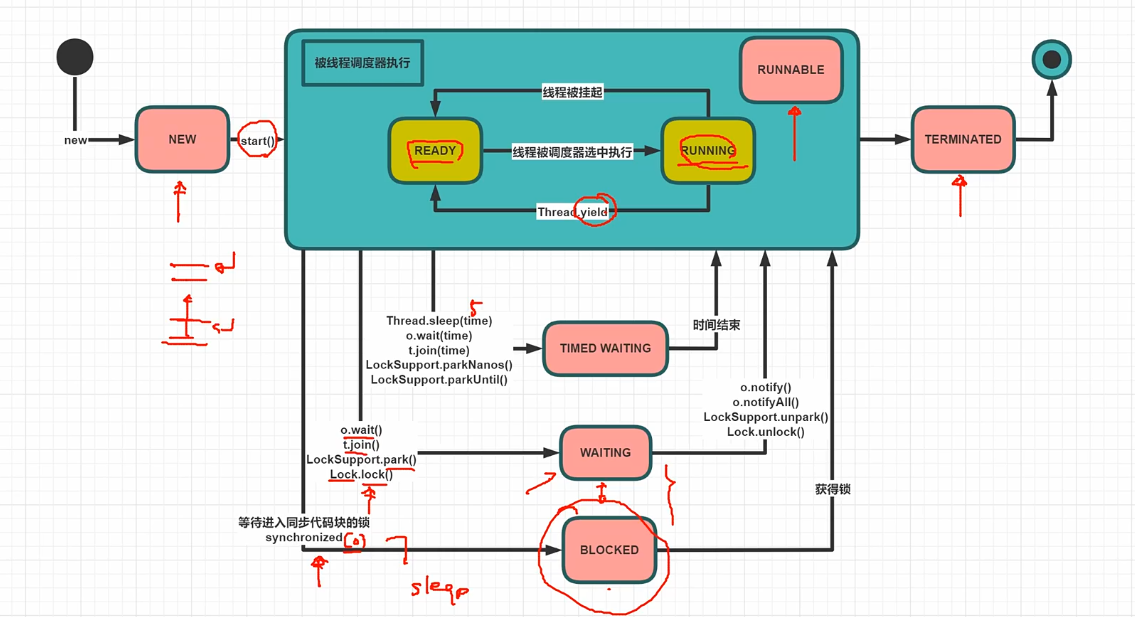 被线程调度器执行
RUNNABLE
线程被挂起
new
NEW
start()
READY
线程被调度器选中执行
RUNNING
TERMINATED
Thread.yield
5
Thread.sleep(time)
o.wait(time)
t.join(time)
LockSupport.parkNanos()
LockSupport.parkUntil()
TIMED WAITING
时间结束
o.notify()
o.notifyAll()
LockSupport.unpark()
Lock.unlock()
o.wait()
t.join()
LockSupport.park()
Lock.lock()
WAITING
获得锁
等待进入同步代码块的锁
synchronized
BLOCKED
sleep